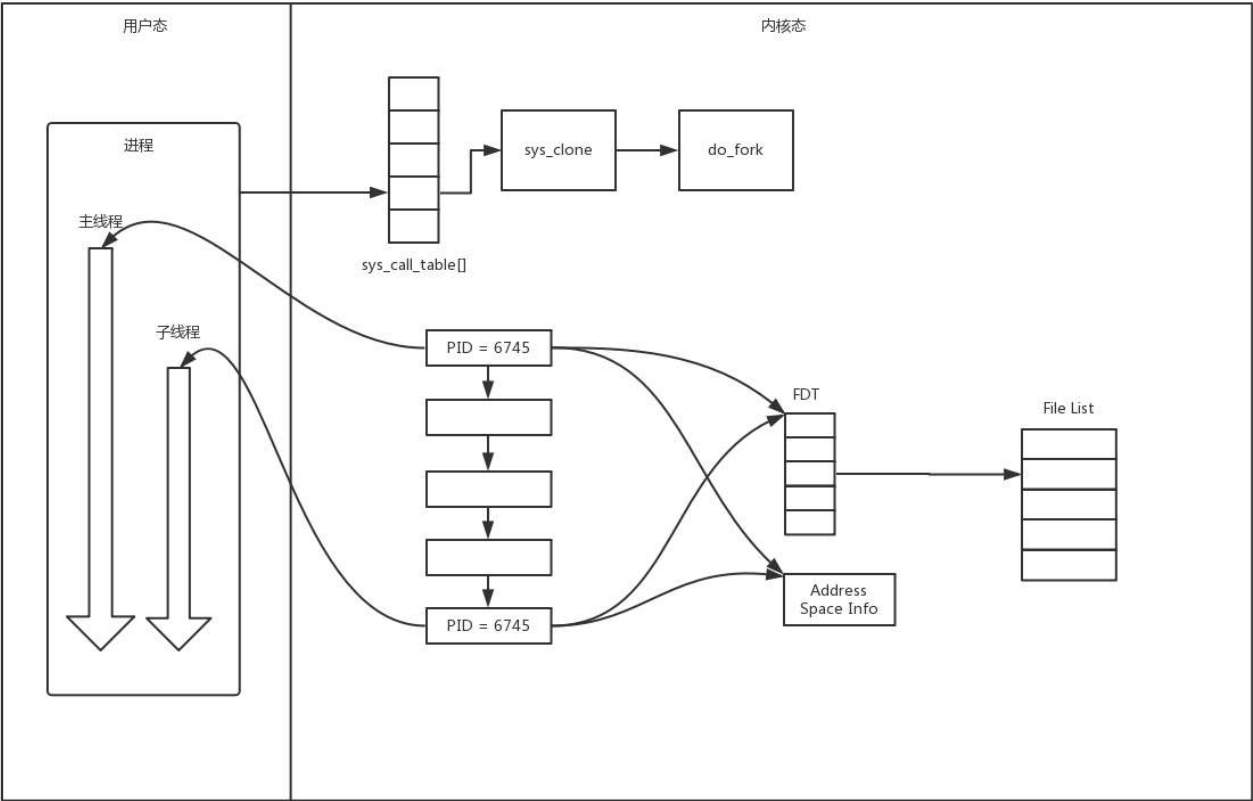 用户态
内核态
进程
sys_clone
do_fork
主线程
sys_call_table[]
子线程
PID = 6745
FDT
File List
Address
Space Info
PID = 6745